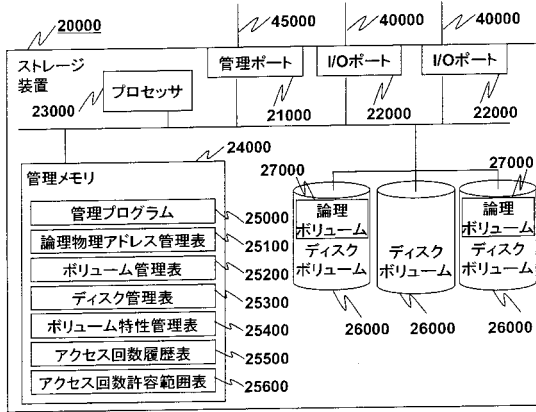 20000
45000
40000
40000
ストレージ
装置
管理ポート
I/Oポート
I/Oポート
23000
プロセッサ
21000
22000
22000
24000
管理メモリ
管理プログラム
25000
論理物理アドレス管理表
25100
ボリューム管理表
25200
ディスク管理表
25300
ボリューム特性管理表
25400
アクセス回数履歴表
25500
アクセス回数許容範囲表
25600
27000
論理
ボリューム
ディスク
ボリューム
26000
ディスク
ボリューム
26000
27000
論理
ボリューム
ディスク
ボリューム
26000